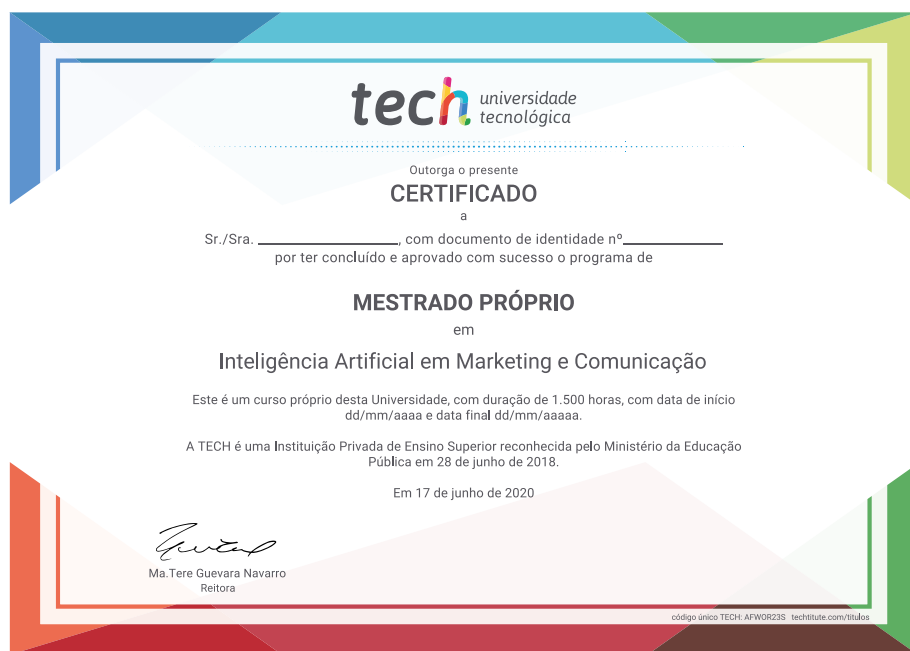 tech universidade
tecnológica
Outorga o presente
CERTIFICADO
a
Sr./Sra. ____________________, com documento de identidade nº______________
por ter concluído e aprovado com sucesso o programa de
MESTRADO PRÓPRIO
em
Inteligência Artificial em Marketing e Comunicação
Este é um curso próprio desta Universidade, com duração de 1.500 horas, com data de início
dd/mm/aaaa e data final dd/mm/aaaaa.
A TECH é uma Instituição Privada de Ensino Superior reconhecida pelo Ministério da Educação
Pública em 28 de junho de 2018.
Em 17 de junho de 2020
Ma.Tere Guevara Navarro
Reitora
código único TECH: AFWOR23S techtitute.com/titulos